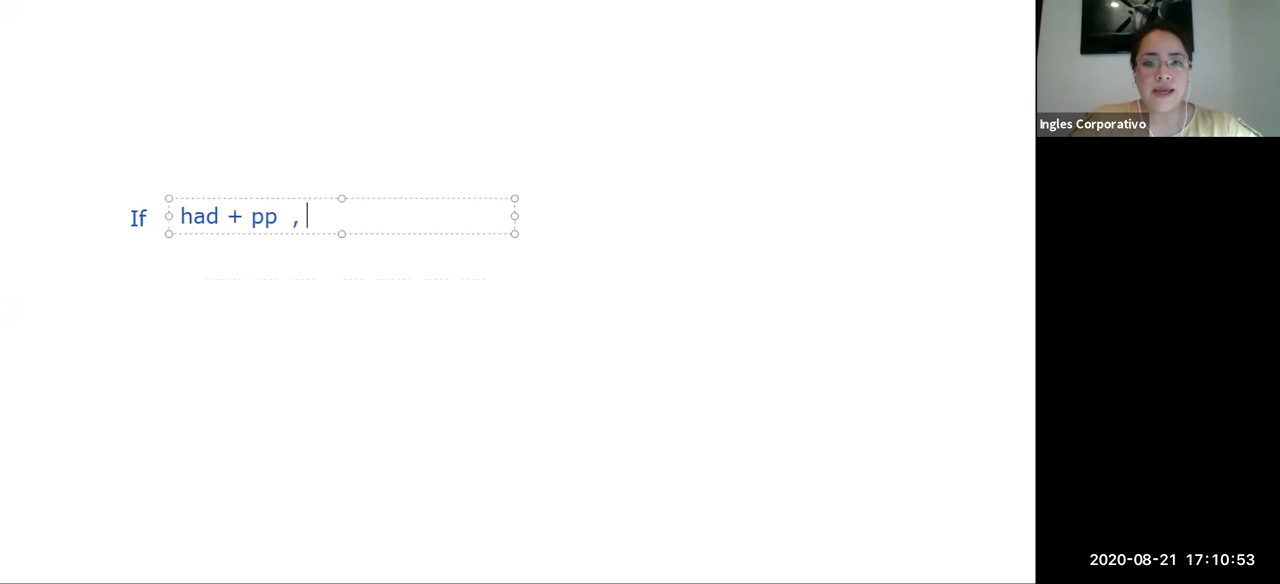 Ingles Corporativo
If had + pp ,
2020-08-21 17:10:53